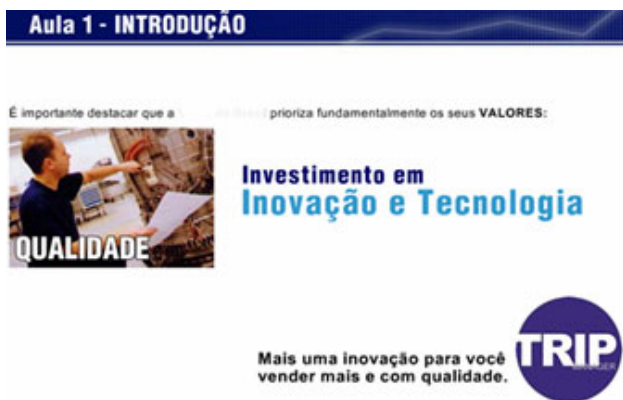 Aula 1 - INTRODUÇÃO
É importante destacar que a prioriza fundamentalmente os seus VALORES:
Investimento em
Inovação e Tecnologia
QUALIDADE
Mais uma inovação para você
vender mais e com qualidade.
TRIP
MANAGER